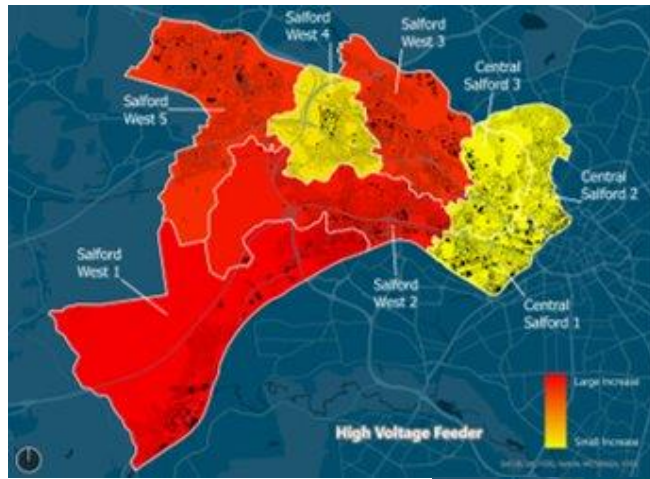 Salford
West 4
Salford
West 3
Central
Salford 3
Salford
West 5
Central
Salford 2
Salford
West 1
Salford
West 2
Central
Salford 1
Large Increase
High Voltage Feeder
Small Increase